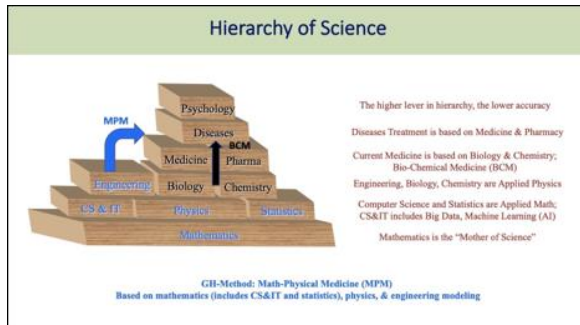 Hierarchy of Science
Psychology
MPM
Diseases
BCM
Medicine Pharma
Engineering Biology Chemistry
CS & IT Physics Statistics
Mathematics
The higher lever in hierarchy, the lower accuracy
Diseases Treatment is based on Medicine & Pharmacy
Current Medicine is based on Biology & Chemistry;
Bio-Chemical Medicine (BCM)
Engineering, Biology, Chemistry are Applied Physics
Computer Science and Statistics are Applied Math;
CS&IT includes Big Data, Machine Learning (AI)
Mathematics is the “Mother of Science”
GH-Method: Math-Physical Medicine (MPM)
Based on mathematics (includes CS&IT and statistics), physics, & engineering modeling